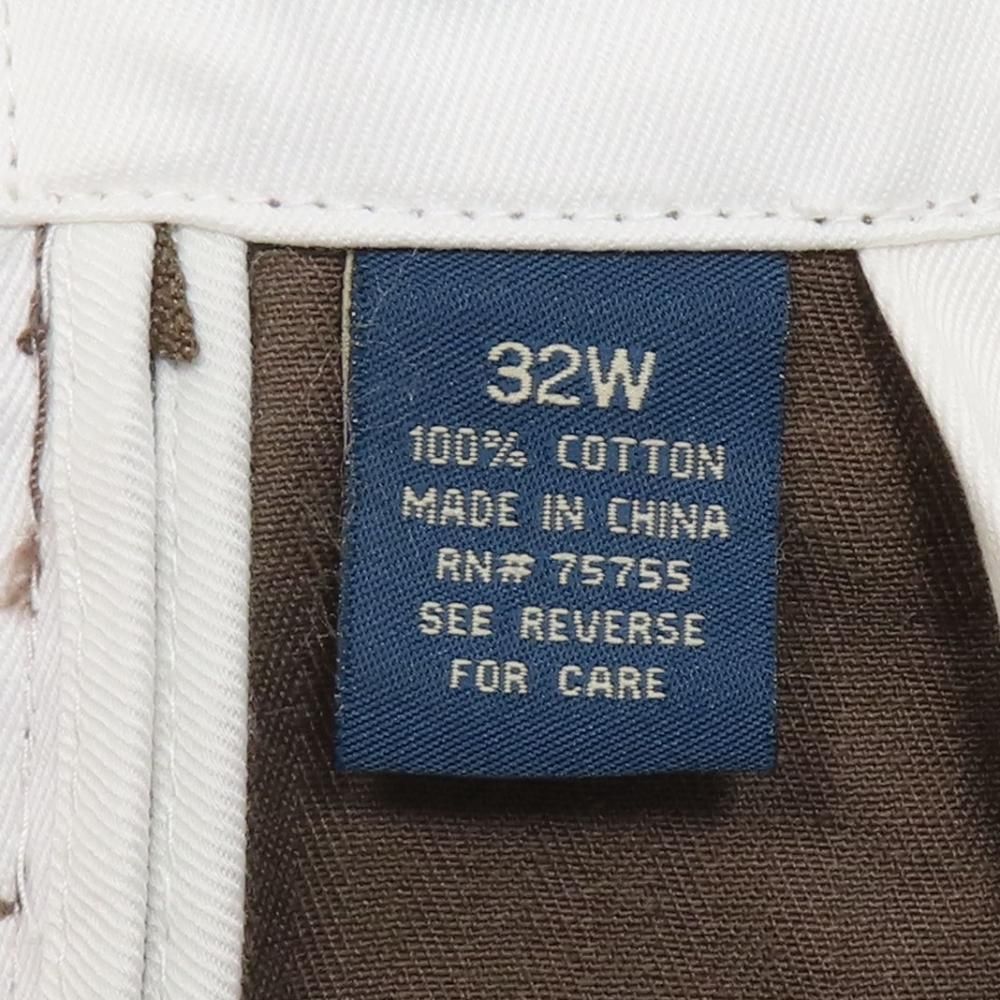 32W
100% COTTON
MADE IN CHINA
RN# 75755
SEE REVERSE
FOR CARE